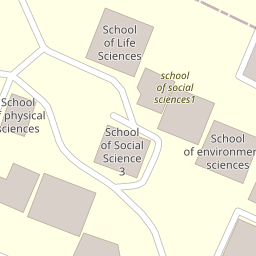 School
of Life
Sciences
school
of social
sciences1
School
of physical
sciences
School
of Social
Science
3
School
of environmen
sciences